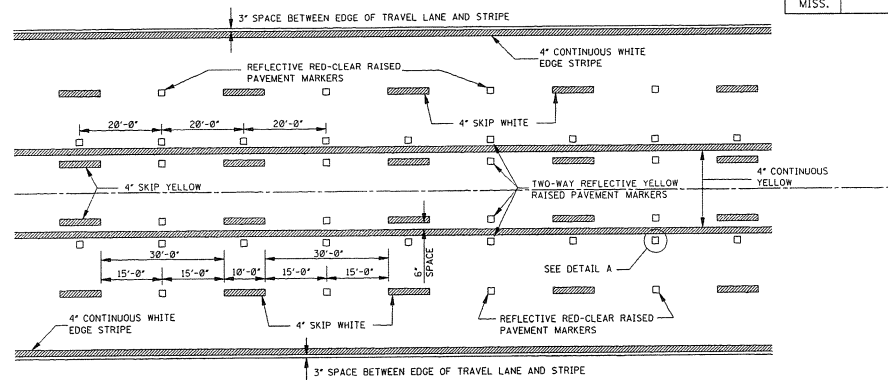 MISS.
3" SPACE BETWEEN EDGE OF TRAVEL LANE AND STRIPE
4" CONTINUOUS WHITE
EDGE STRIPE
REFLECTIVE RED-CLEAR RAISED
PAVEMENT MARKERS
4" SKIP WHITE
20'-0"
20'-0"
20'-0"
4" SKIP YELLOW
TWO-WAY REFLECTIVE YELLOW
RAISED PAVEMENT MARKERS
4" CONTINUOUS
YELLOW
30'-0"
30'-0"
6"
SPACE
15'-0"
15'-0"
10'-0"
15'-0"
15'-0"
SEE DETAIL A
4" CONTINUOUS WHITE
EDGE STRIPE
4" SKIP WHITE
REFLECTIVE RED-CLEAR RAISED
PAVEMENT MARKERS
3" SPACE BETWEEN EDGE OF TRAVEL LANE AND STRIPE